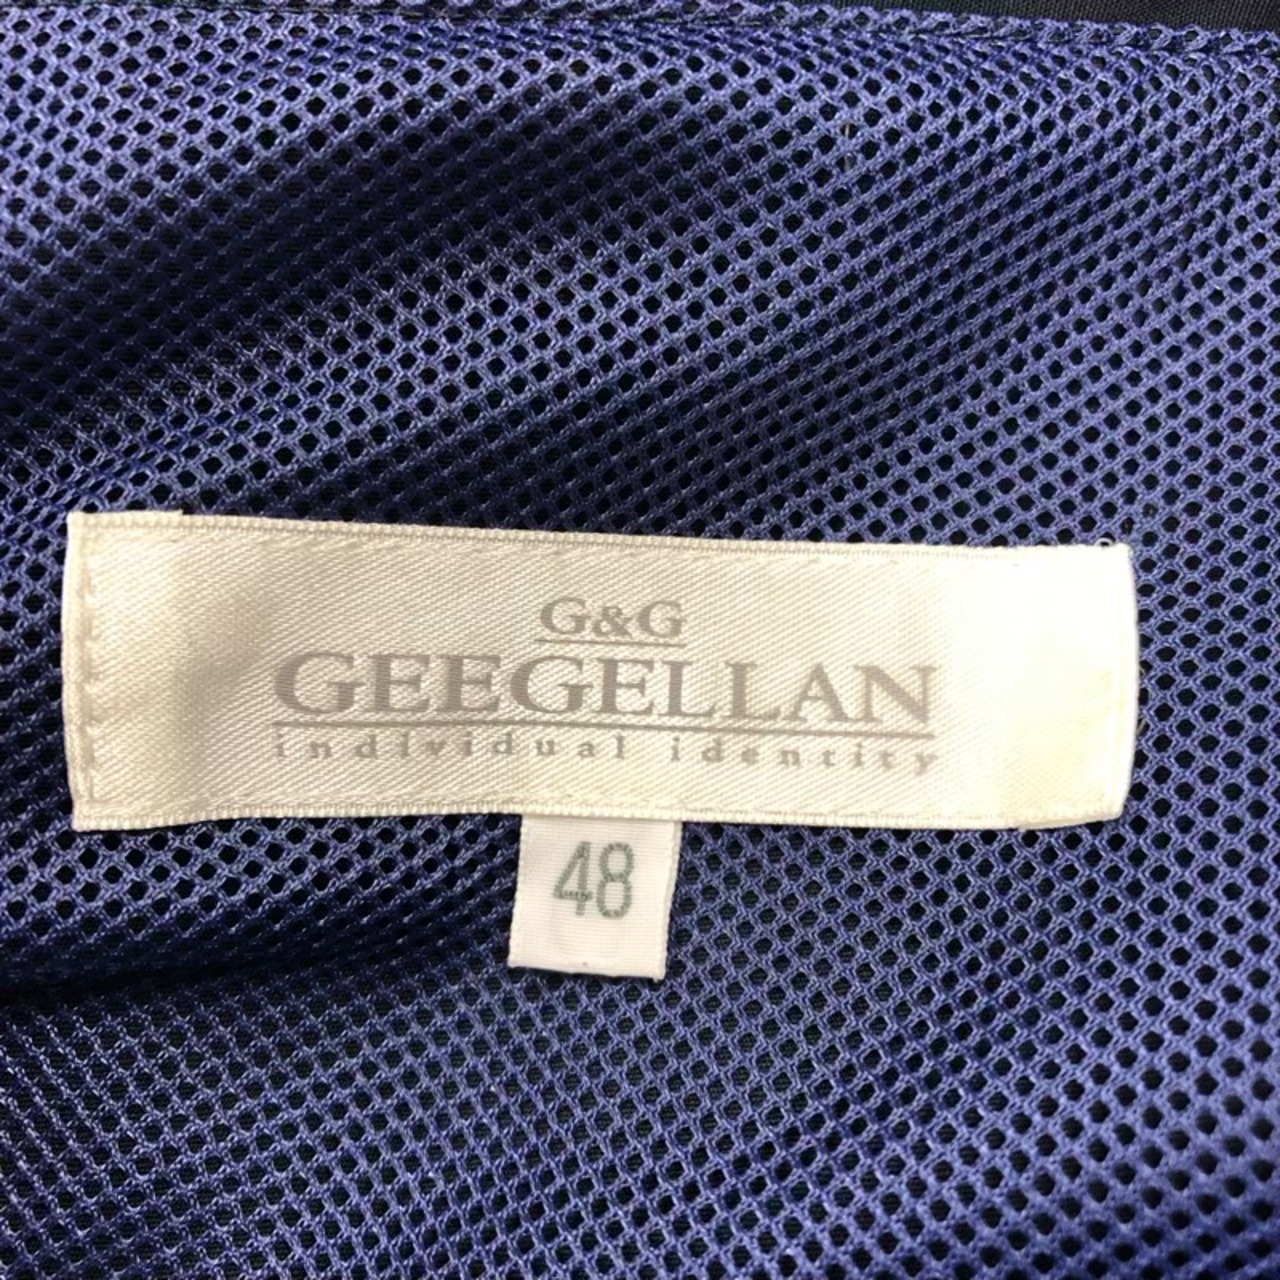 G&G
GEEGELLAN
individual identity
48